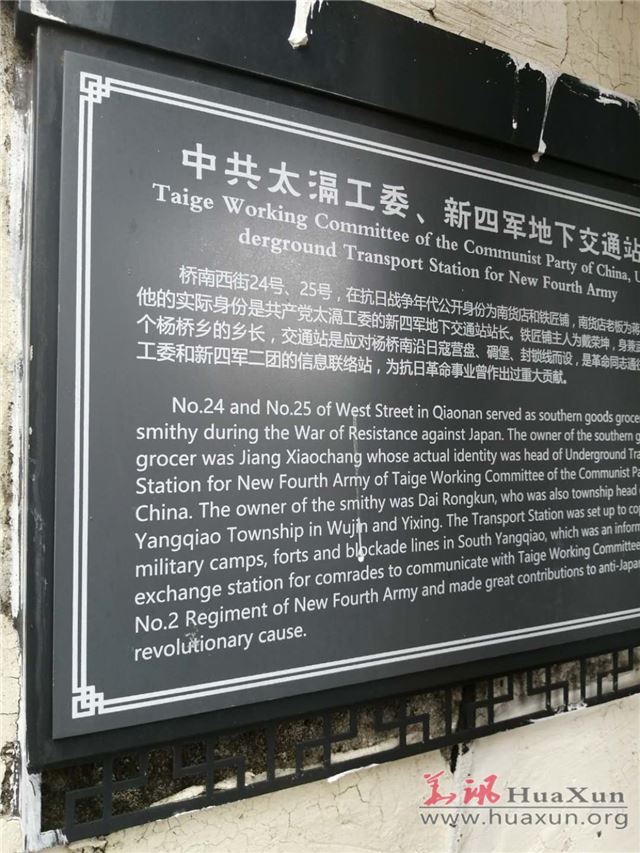 中共太滆工委、新四军地下交通站
Taige Working Committee of the Communist Party of China, U
derground Transport Station for New Fourth Army
桥南西街24号、25号，在抗日战争年代公开身份为南货店和铁匠铺，南货店老板为蒋
他的实际身份是共产党太滆工委的新四军地下交通站站长。铁匠铺主人为戴荣坤，身兼
个杨桥乡的乡长，交通站是应对杨桥南沿日寇营盘、碉堡、封锁线而设，是革命同志通往
工委和新四军二团的信息联络站，为抗日革命事业曾作出过重大贡献。
No.24 and No.25 of West Street in Qiaonan served as southern goods groce
smithy during the War of Resistance against Japan. The owner of the southern g
grocer was Jiang Xiaochang whose actual identity was head of Underground Tra
Station for New Fourth Army of Taige Working Committee of the Communist Pa
China. The owner of the smithy was Dai Rongkun, who was also township head
Yangqiao Township in Wujin and Yixing. The Transport Station was set up to cop
military camps, forts and blockade lines in South Yangqiao, which was an inform
exchange station for comrades to communicate with Taige Working Committee
No.2 Regiment of New Fourth Army and made great contributions to anti-Japan
revolutionary cause.
华讯HuaXun
www.huaxun.org